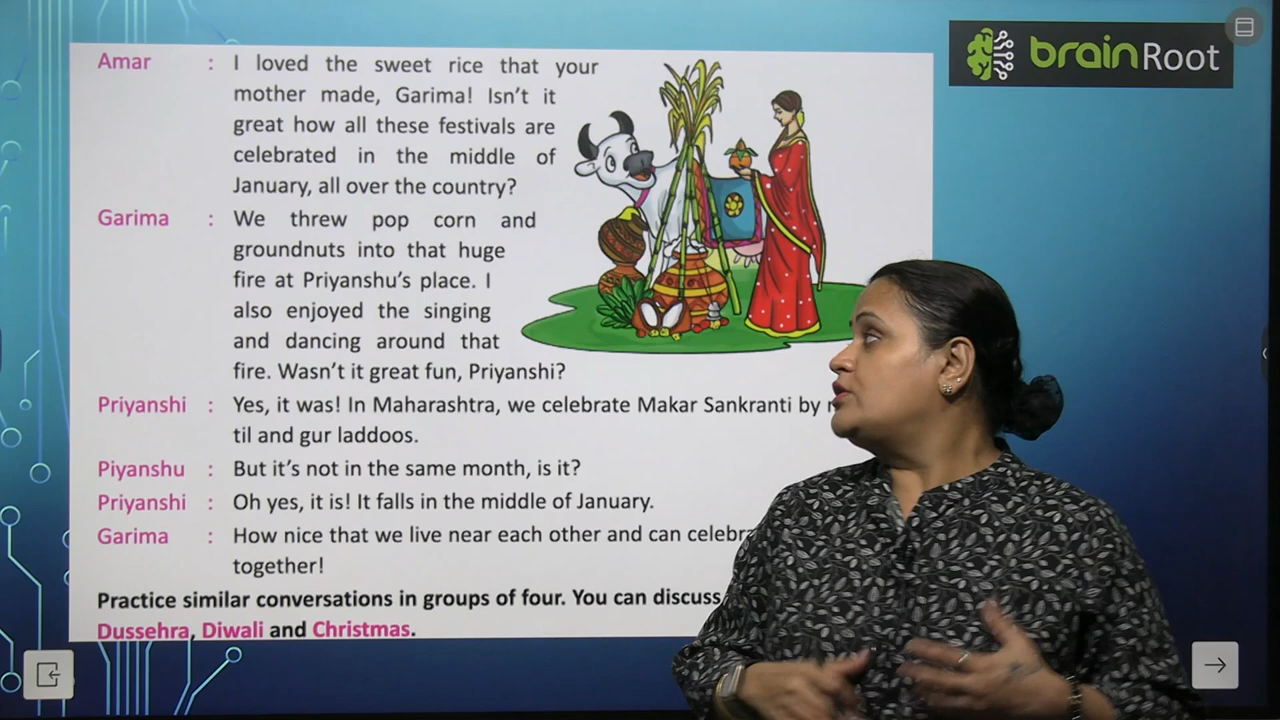 brainRoot
Amar : I loved the sweet rice that your
mother made, Garima! Isn't it
great how all these festivals are
celebrated in the middle of
January, all over the country?
Garima : We threw pop corn and
groundnuts into that huge
fire at Priyanshu's place. I
also enjoyed the singing
and dancing around that
fire. Wasn't it great fun, Priyanshi?
Priyanshi : Yes, it was! In Maharashtra, we celebrate Makar Sankranti by
til and gur laddoos.
Piyanshu : But it's not in the same month, is it?
Priyanshi : Oh yes, it is! It falls in the middle of January.
Garima : How nice that we live near each other and can
together!
Practice similar conversations in groups of four. You can discuss
Dussehra, Diwali and Christmas.